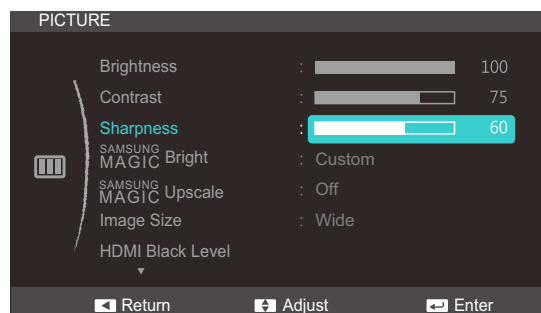 PICTURE
Brightness : 100
Contrast : 75
Sharpness : 60
SAMSUNG MAGIC Bright : Custom
SAMSUNG MAGIC Upscale : Off
Image Size : Wide
HDMI Black Level
Return Adjust Enter